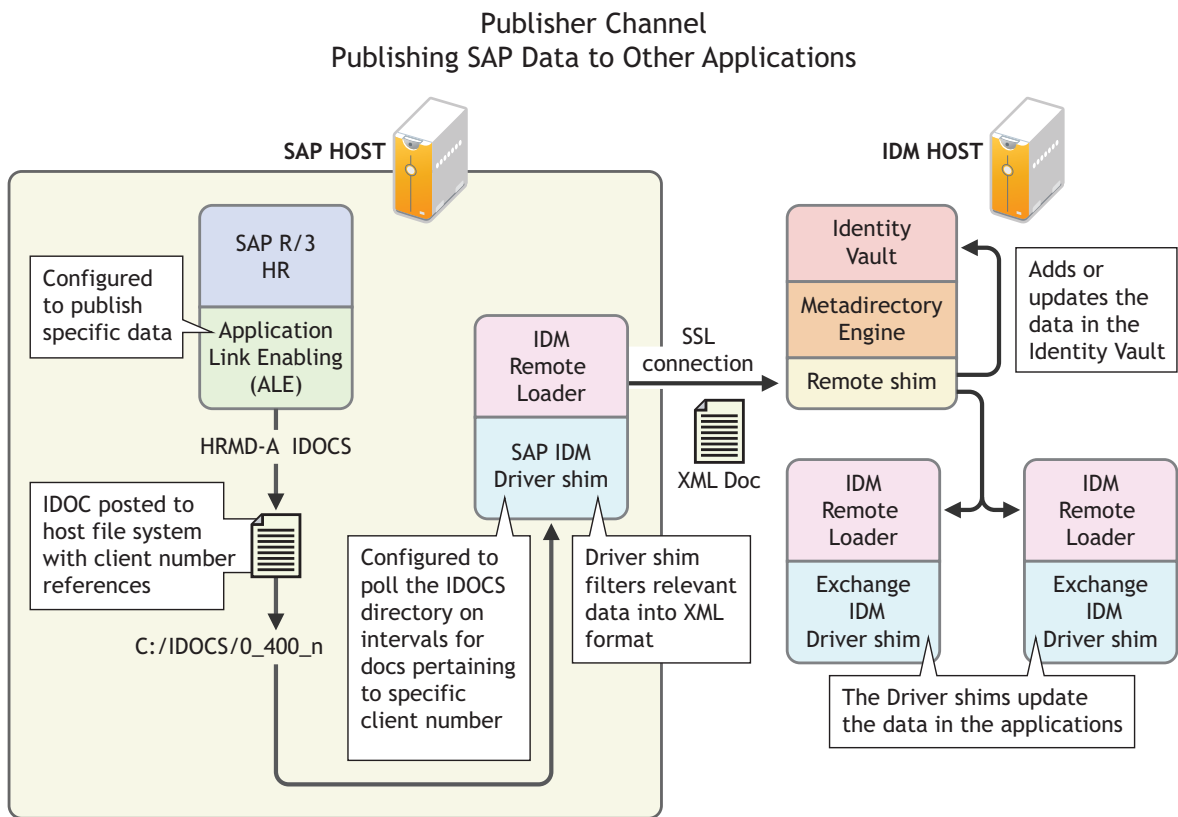 Publisher Channel
Publishing SAP Data to Other Applications
SAP HOST
IDM HOST
SAP R/3
HR
Configured
to publish
specific data
Application
Link Enabling
(ALE)
HRMD-A IDOCS
IDOC posted to
host file system
with client number
references
C:/IDOCS/0_400_n
IDM
Remote
Loader
SAP IDM
Driver shim
Configured to
poll the IDOCS
directory on
intervals for
docs pertaining
to specific
client number
Driver shim
filters relevant
data into XML
format
SSL
connection
XML Doc
Identity
Vault
Metadirectory
Engine
Remote shim
Adds or
updates the
data in the
Identity Vault
IDM
Remote
Loader
Exchange
IDM
Driver shim
IDM
Remote
Loader
Exchange
IDM
Driver shim
The Driver shims update
the data in the applications